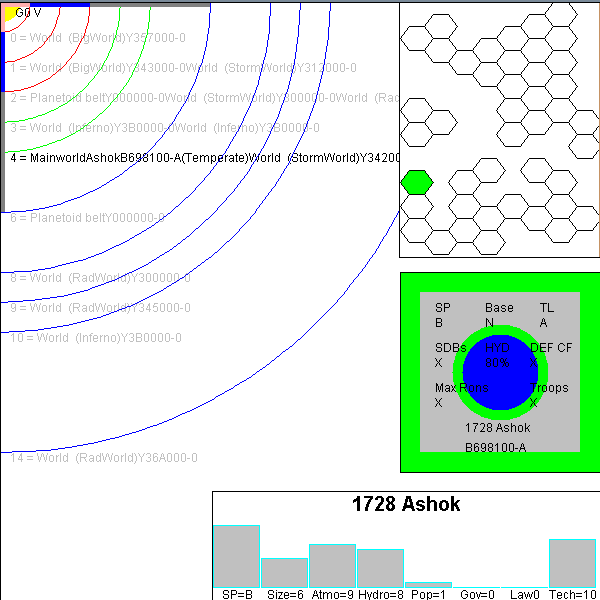 G0 V
0 = World (BigWorld)Y357000-0
1 = World (BigWorld)Y343000-0World (StormWorld)Y312000-0
2 = Planetoid beltY000000-0World (StormWorld)Y300000-0World (Rad
3 = World (Inferno)Y3B0000-0World (Inferno)Y3B0000-0
4 = MainworldAshokB698100-A(Temperate)World (StormWorld)Y34200
6 = Planetoid beltY000000-0
8 = World (RadWorld)Y300000-0
9 = World (RadWorld)Y345000-0
10 = World (Inferno)Y3B0000-0
14 = World (RadWorld)Y36A000-0
SP Base TL
B N A
SDBs HYD DEF CF
X 80% X
Max Troops
X X
1728 Ashok
B698100-A
1728 Ashok
SP=B Size=6 Atmo=9 Hydro=8 Pop=1 Gov=0 Law0 Tech=10